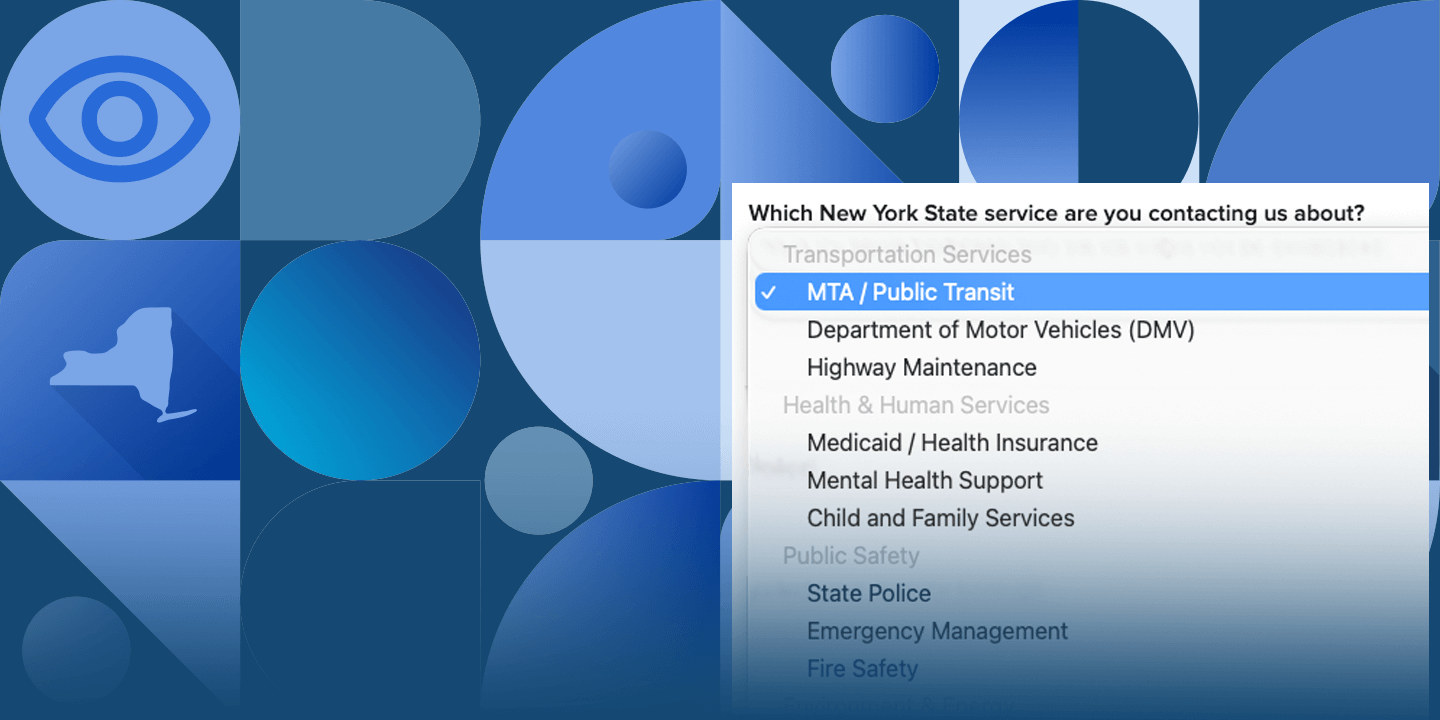 Which New York State service are you contacting us about?
Transportation Services
✓ MTA / Public Transit
Department of Motor Vehicles (DMV)
Highway Maintenance
Health & Human Services
Medicaid / Health Insurance
Mental Health Support
Child and Family Services
Public Safety
State Police
Emergency Management
Fire Safety
Environment & Energy